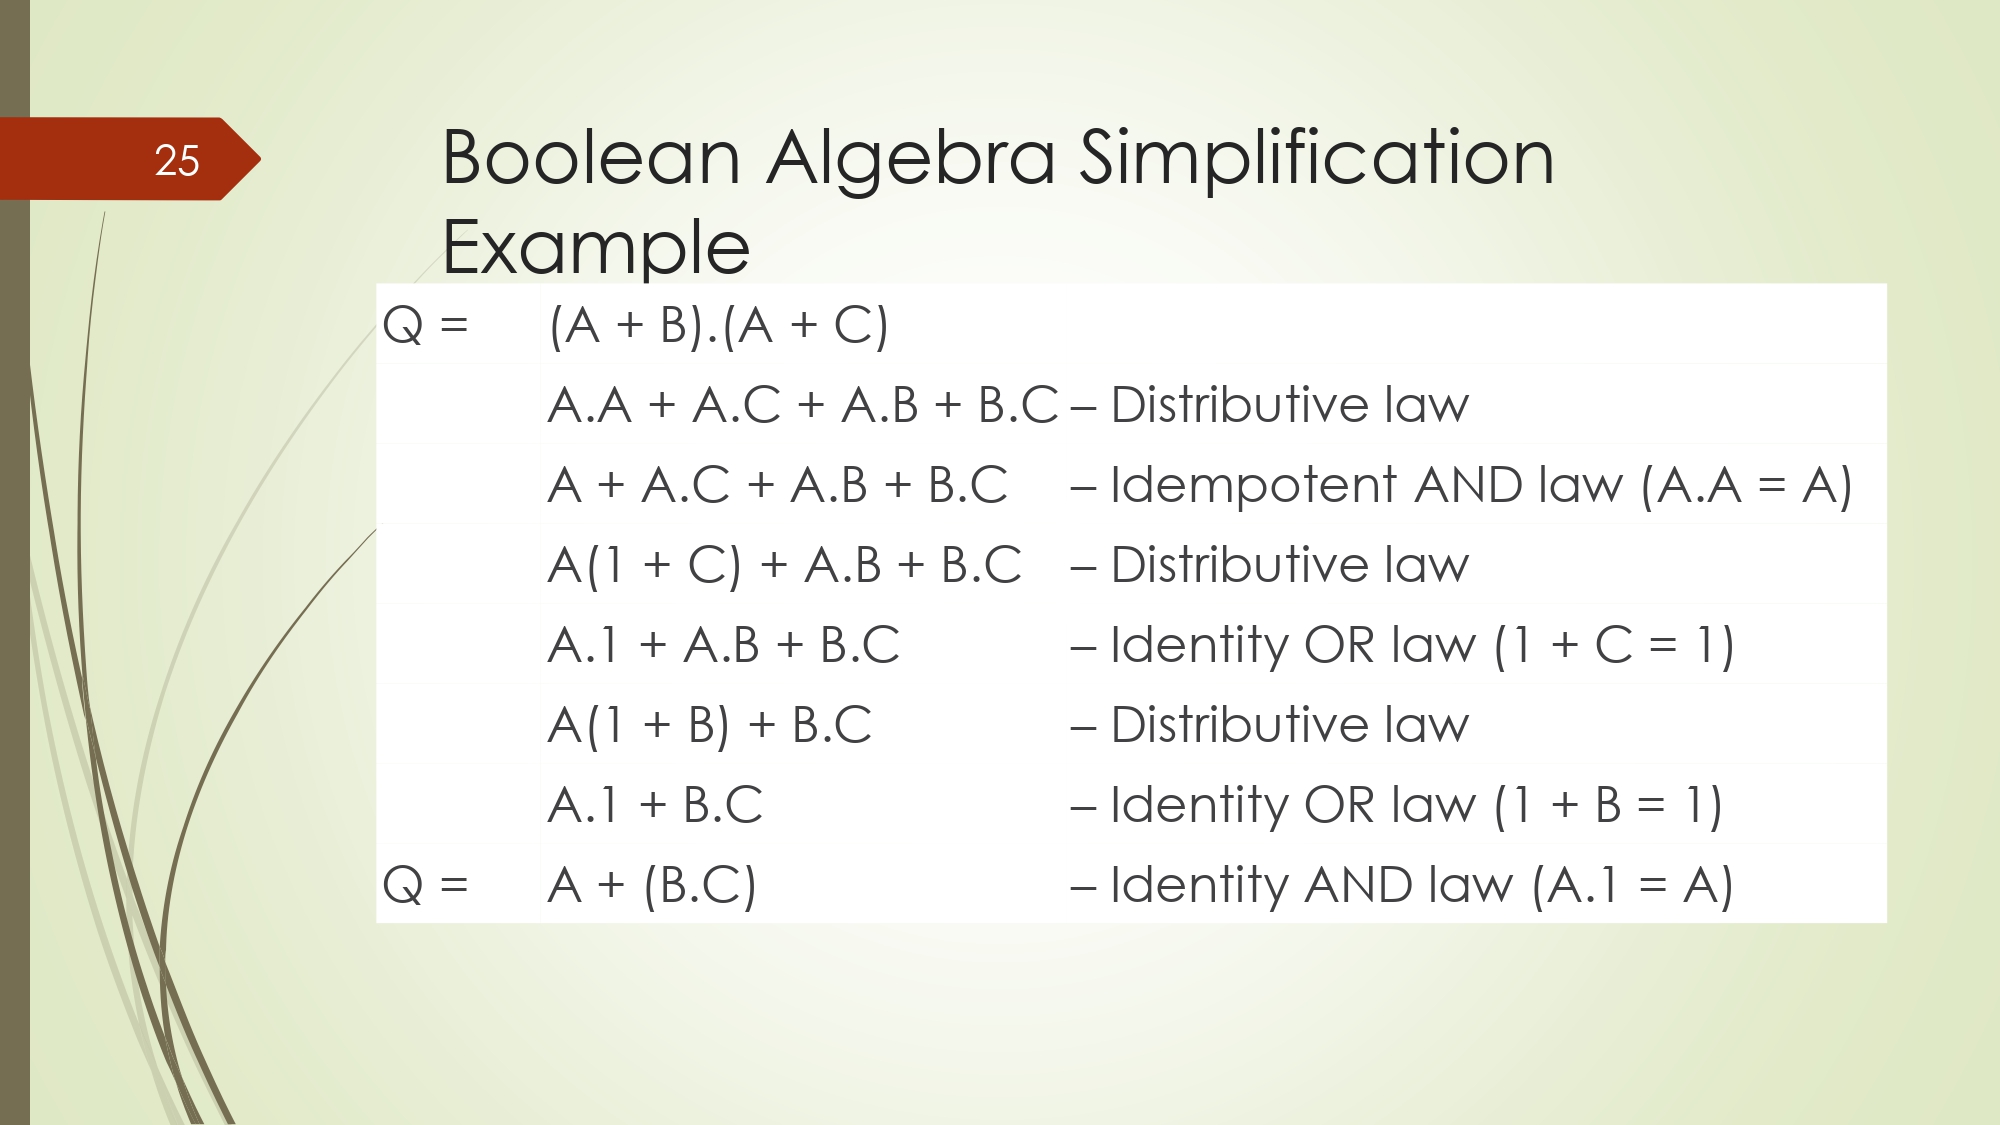 25
Boolean Algebra Simplification
Example
Q = (A + B).(A + C)
A.A + A.C + A.B + B.C – Distributive law
A + A.C + A.B + B.C – Idempotent AND law (A.A = A)
A(1 + C) + A.B + B.C – Distributive law
A.1 + A.B + B.C – Identity OR law (1 + C = 1)
A(1 + B) + B.C – Distributive law
A.1 + B.C – Identity OR law (1 + B = 1)
Q = A + (B.C) – Identity AND law (A.1 = A)